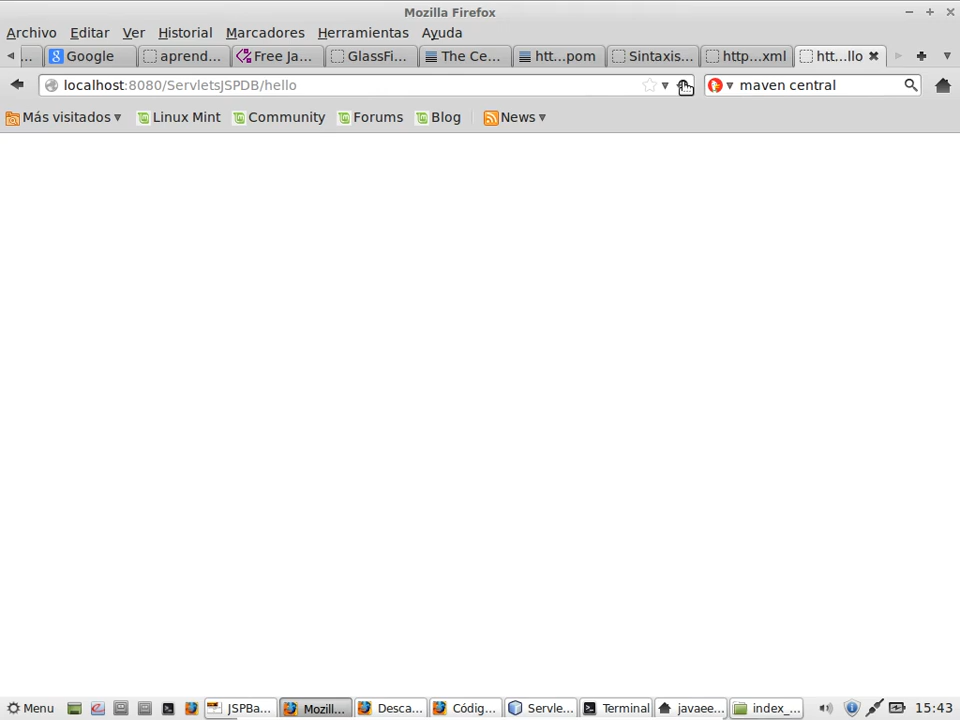 Mozilla Firefox
Archivo Editar Ver Historial Marcadores Herramientas Ayuda
... Google aprend... Free Ja... GlassFi... The Ce... htt...pom Sintaxis... http...xml htt...llo
localhost:8080/ServletsJSPDB/hello maven central
Más visitados Linux Mint Community Forums Blog News
Menu JSPBa... Mozill... Desca... Códig... Servle... Terminal javaee... index_... 15:43